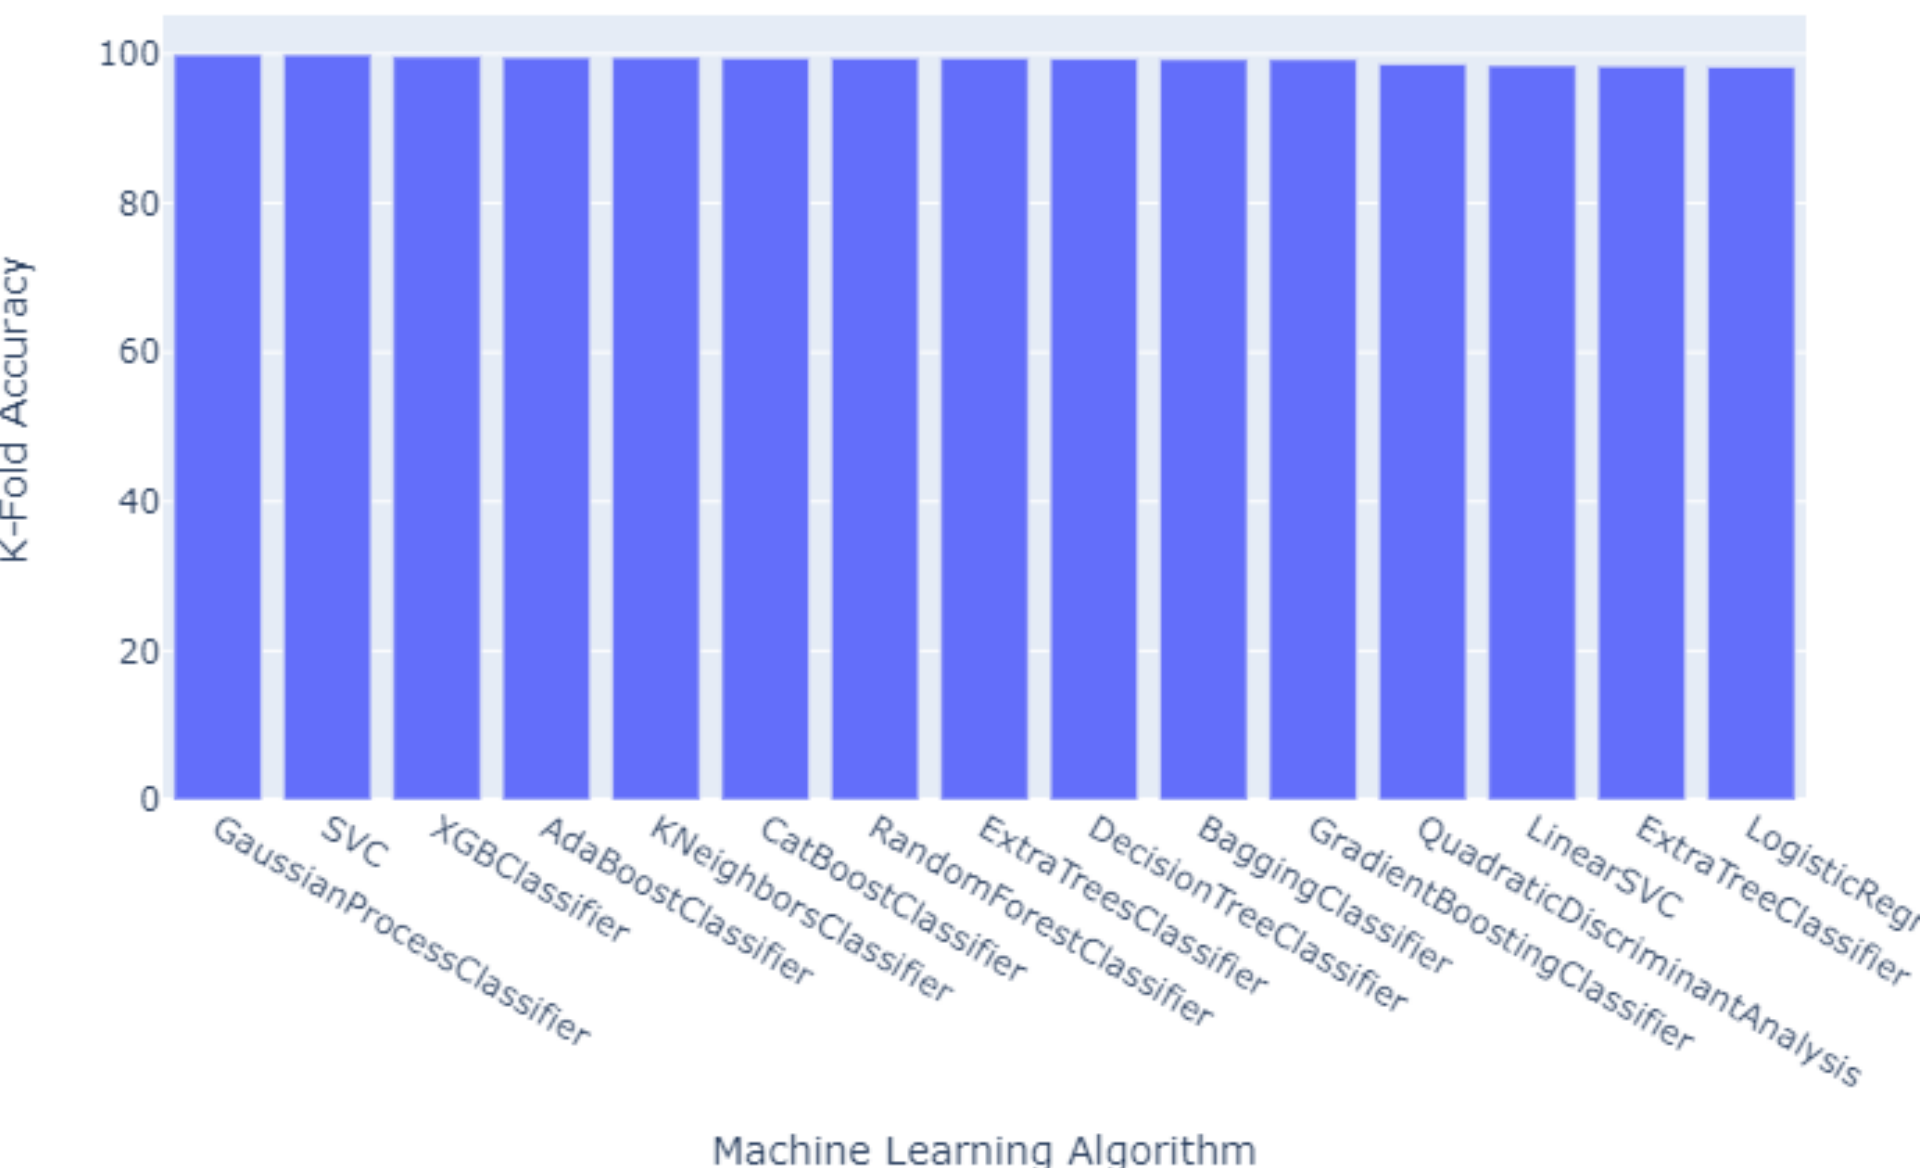 K-Fold Accuracy
100
80
60
40
20
0
GaussianProcessClassifier
SVC
XGBClassifier
AdaBoostClassifier
KNeighborsClassifier
CatBoostClassifier
RandomForestClassifier
ExtraTreesClassifier
DecisionTreeClassifier
BaggingClassifier
GradientBoostingClassifier
QuadraticDiscriminantAnalysis
LinearSVC
ExtraTreeClassifier
LogisticRegr
Machine Learning Algorithm